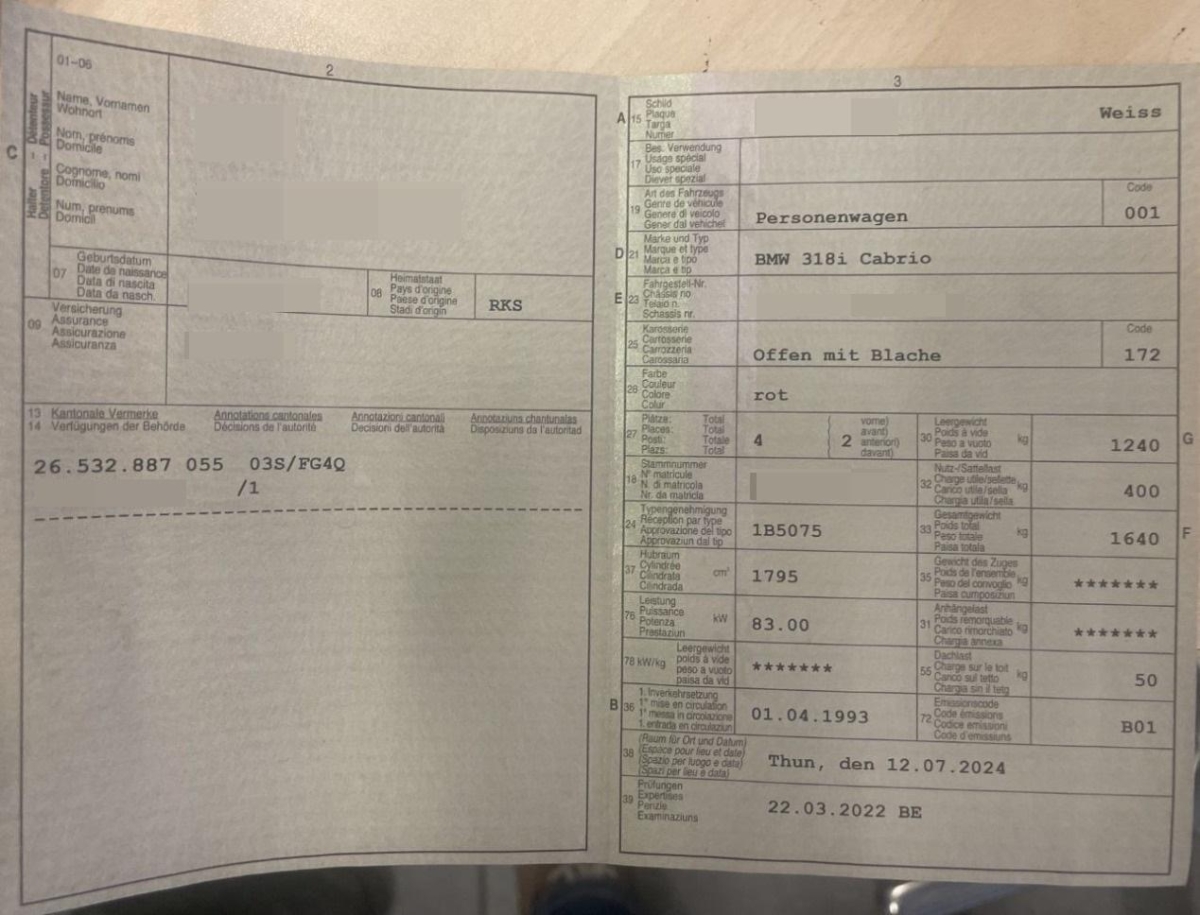 2
01-06
Name, Vornamen
Wohnort
Nom, prénoms
Domicile
Cognome, nomi
Domicilio
Num, prenums
Domicil
C
Halter - Détenteur
Detentore - Possessur
07
Geburtsdatum
Date de naissance
Data di nascita
Data da nasch.
08
Heimatstaat
Pays d'origine
Paese d'origine
Stadi d'origin
RKS
09
Versicherung
Assurance
Assicurazione
Assicuranza
13 Kantonale Vermerke Annotations cantonales Annotazioni cantonali Annotaziuns chantunalas
14 Verfügungen der Behörde Décisions de l'autorité Decisioni dell'autorità Disposiziuns da l'autoritad
26.532.887 055 03S/FG4Q
/1
3
A 15
Schild
Plaque
Targa
Numer
Weiss
17
Bes. Verwendung
Usage spécial
Uso speciale
Diever spezial
19
Art des Fahrzeugs
Genre de véhicule
Genere di veicolo
Gener dal vehichel
Personenwagen
Code
001
D 21
Marke und Typ
Marque et type
Marca e tipo
Marca e tip
BMW 318i Cabrio
E 23
Fahrgestell-Nr.
Châssis no
Telaio n.
Schassis nr.
25
Karosserie
Carrosserie
Carrozzeria
Carossaria
Offen mit Blache
Code
172
26
Farbe
Couleur
Colore
Colur
rot
27
Plätze: Total
Places: Total
Posti: Totale
Plazs: Total
4
2
vorne)
avant)
anteriori)
davant)
30
Leergewicht
Poids à vide
Peso a vuoto
Paisa da vid
kg
1240
G
18
Stammnummer
N° matricule
N. di matricola
Nr. da matricla
32
Nutz-/Sattellast
Charge utile/sellette
Carico utile/sella
Chargia utila/sella
kg
400
24
Typengenehmigung
Réception par type
Approvazione del tipo
Approvaziun dal tip
1B5075
33
Gesamtgewicht
Poids total
Peso totale
Paisa totala
kg
1640
F
37
Hubraum
Cylindrée
Cilindrata
Cilindrada
cm³
1795
35
Gewicht des Zuges
Poids de l'ensemble
Peso del convoglio
Paisa cumposiziun
kg
*******
76
Leistung
Puissance
Potenza
Prestaziun
kW
83.00
31
Anhängelast
Poids remorquable
Carico rimorchiato
Chargia annexa
kg
*******
78 kW/kg
Leergewicht
poids à vide
peso a vuoto
paisa da vid
*******
55
Dachlast
Charge sur le toit
Carico sul tetto
Chargia sin il tetg
kg
50
B 36
1. Inverkehrsetzung
1re mise en circulation
1a messa in circolazione
1. entrada en circulaziun
01.04.1993
72
Emissionscode
Code émissions
Codice emissioni
Code d'emissiuns
B01
38
(Raum für Ort und Datum)
(Espace pour lieu et date)
(Spazio per luogo e data)
(Spazi per lieu e data)
Thun, den 12.07.2024
39
Prüfungen
Expertises
Perizie
Examinaziuns
22.03.2022 BE